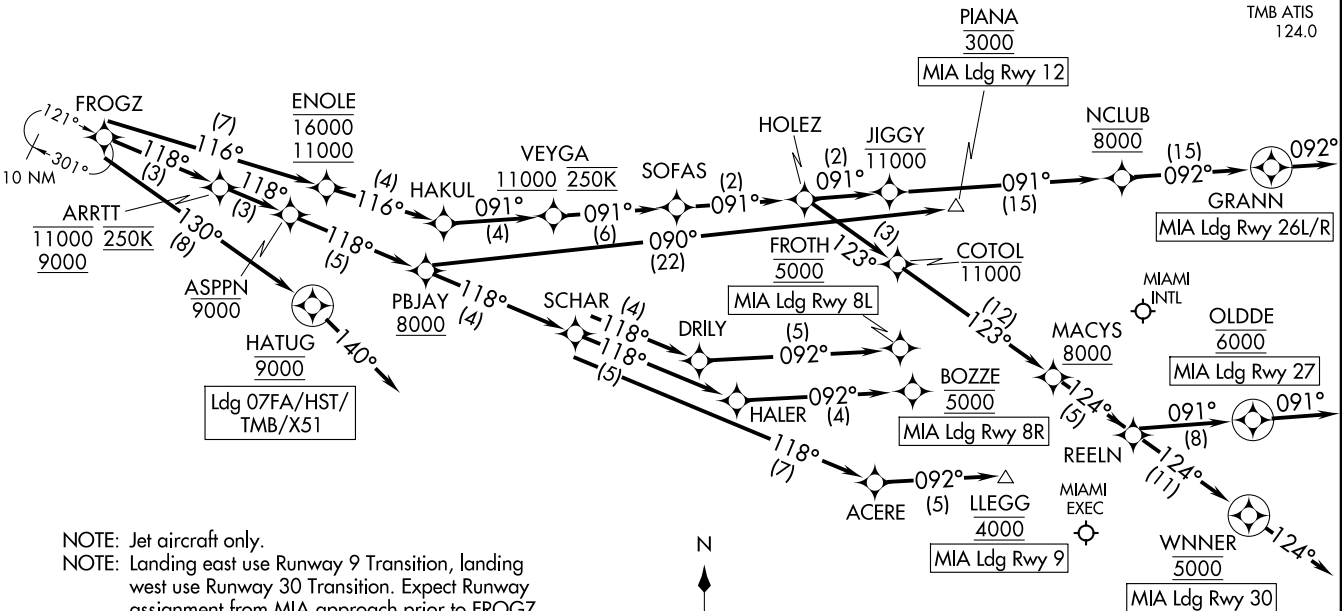 TMB ATIS
124.0
PIANA
3000
MIA Ldg Rwy 12
FROGZ
121°
301°
10 NM
(7)
116°
118°
(3)
ENOLE
16000
11000
(4)
116°
HAKUL
VEYGA
11000 250K
091°
(4)
091°
(6)
SOFAS
(2)
091°
HOLEZ
(2)
091°
JIGGY
11000
091°
(15)
NCLUB
8000
(15)
092°
092°
GRANN
MIA Ldg Rwy 26L/R
ARRTT
11000 250K
9000
118°
(3)
ASPPN
9000
130°
(8)
118°
(5)
HATUG
9000
140°
Ldg 07FA/HST/
TMB/X51
PBJAY
8000
090°
(22)
118°
(4)
SCHAR
(4)
118°
DRILY
(5)
092°
FROTH
5000
MIA Ldg Rwy 8L
118°
(5)
HALER
092°
(4)
BOZZE
5000
MIA Ldg Rwy 8R
118°
(7)
ACERE
092°
(5)
LLEGG
4000
MIA Ldg Rwy 9
(3)
123°
COTOL
11000
(12)
123°
MACYS
8000
MIAMI
INTL
124°
(5)
REELN
091°
(8)
OLDDE
6000
MIA Ldg Rwy 27
091°
124°
(11)
MIAMI
EXEC
WNNER
5000
MIA Ldg Rwy 30
124°
N
NOTE: Jet aircraft only.
NOTE: Landing east use Runway 9 Transition, landing
west use Runway 30 Transition. Expect Runway
assignment from MIA approach prior to FROGZ